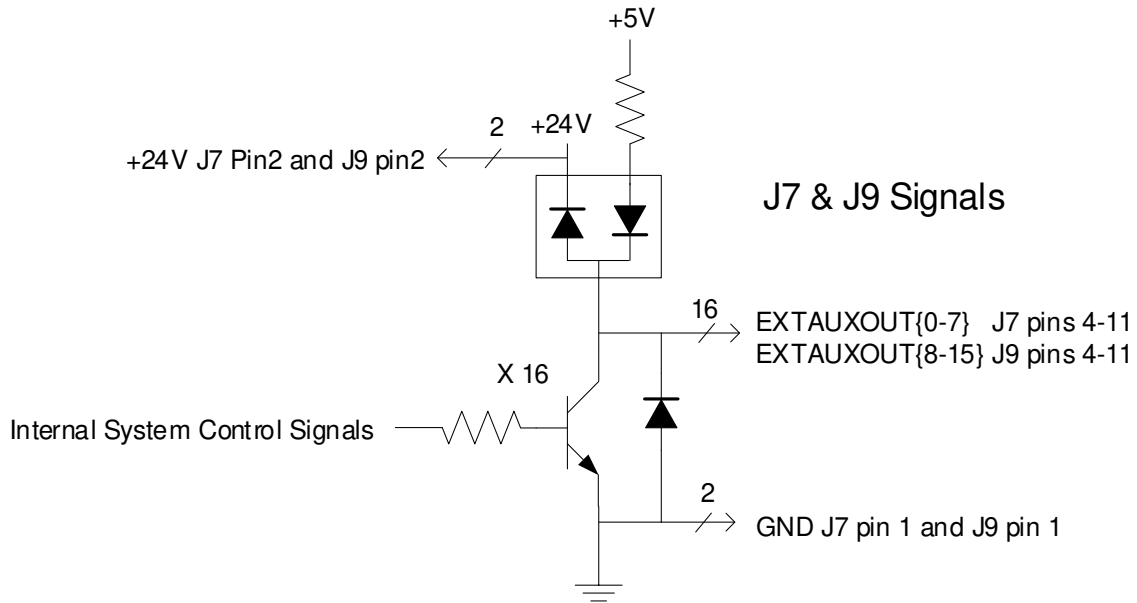 +5V
2
+24V
+24V J7 Pin2 and J9 pin2
J7 & J9 Signals
16
EXTAUXOUT{0-7} J7 pins 4-11
EXTAUXOUT{8-15} J9 pins 4-11
X 16
Internal System Control Signals
2
GND J7 pin 1 and J9 pin 1